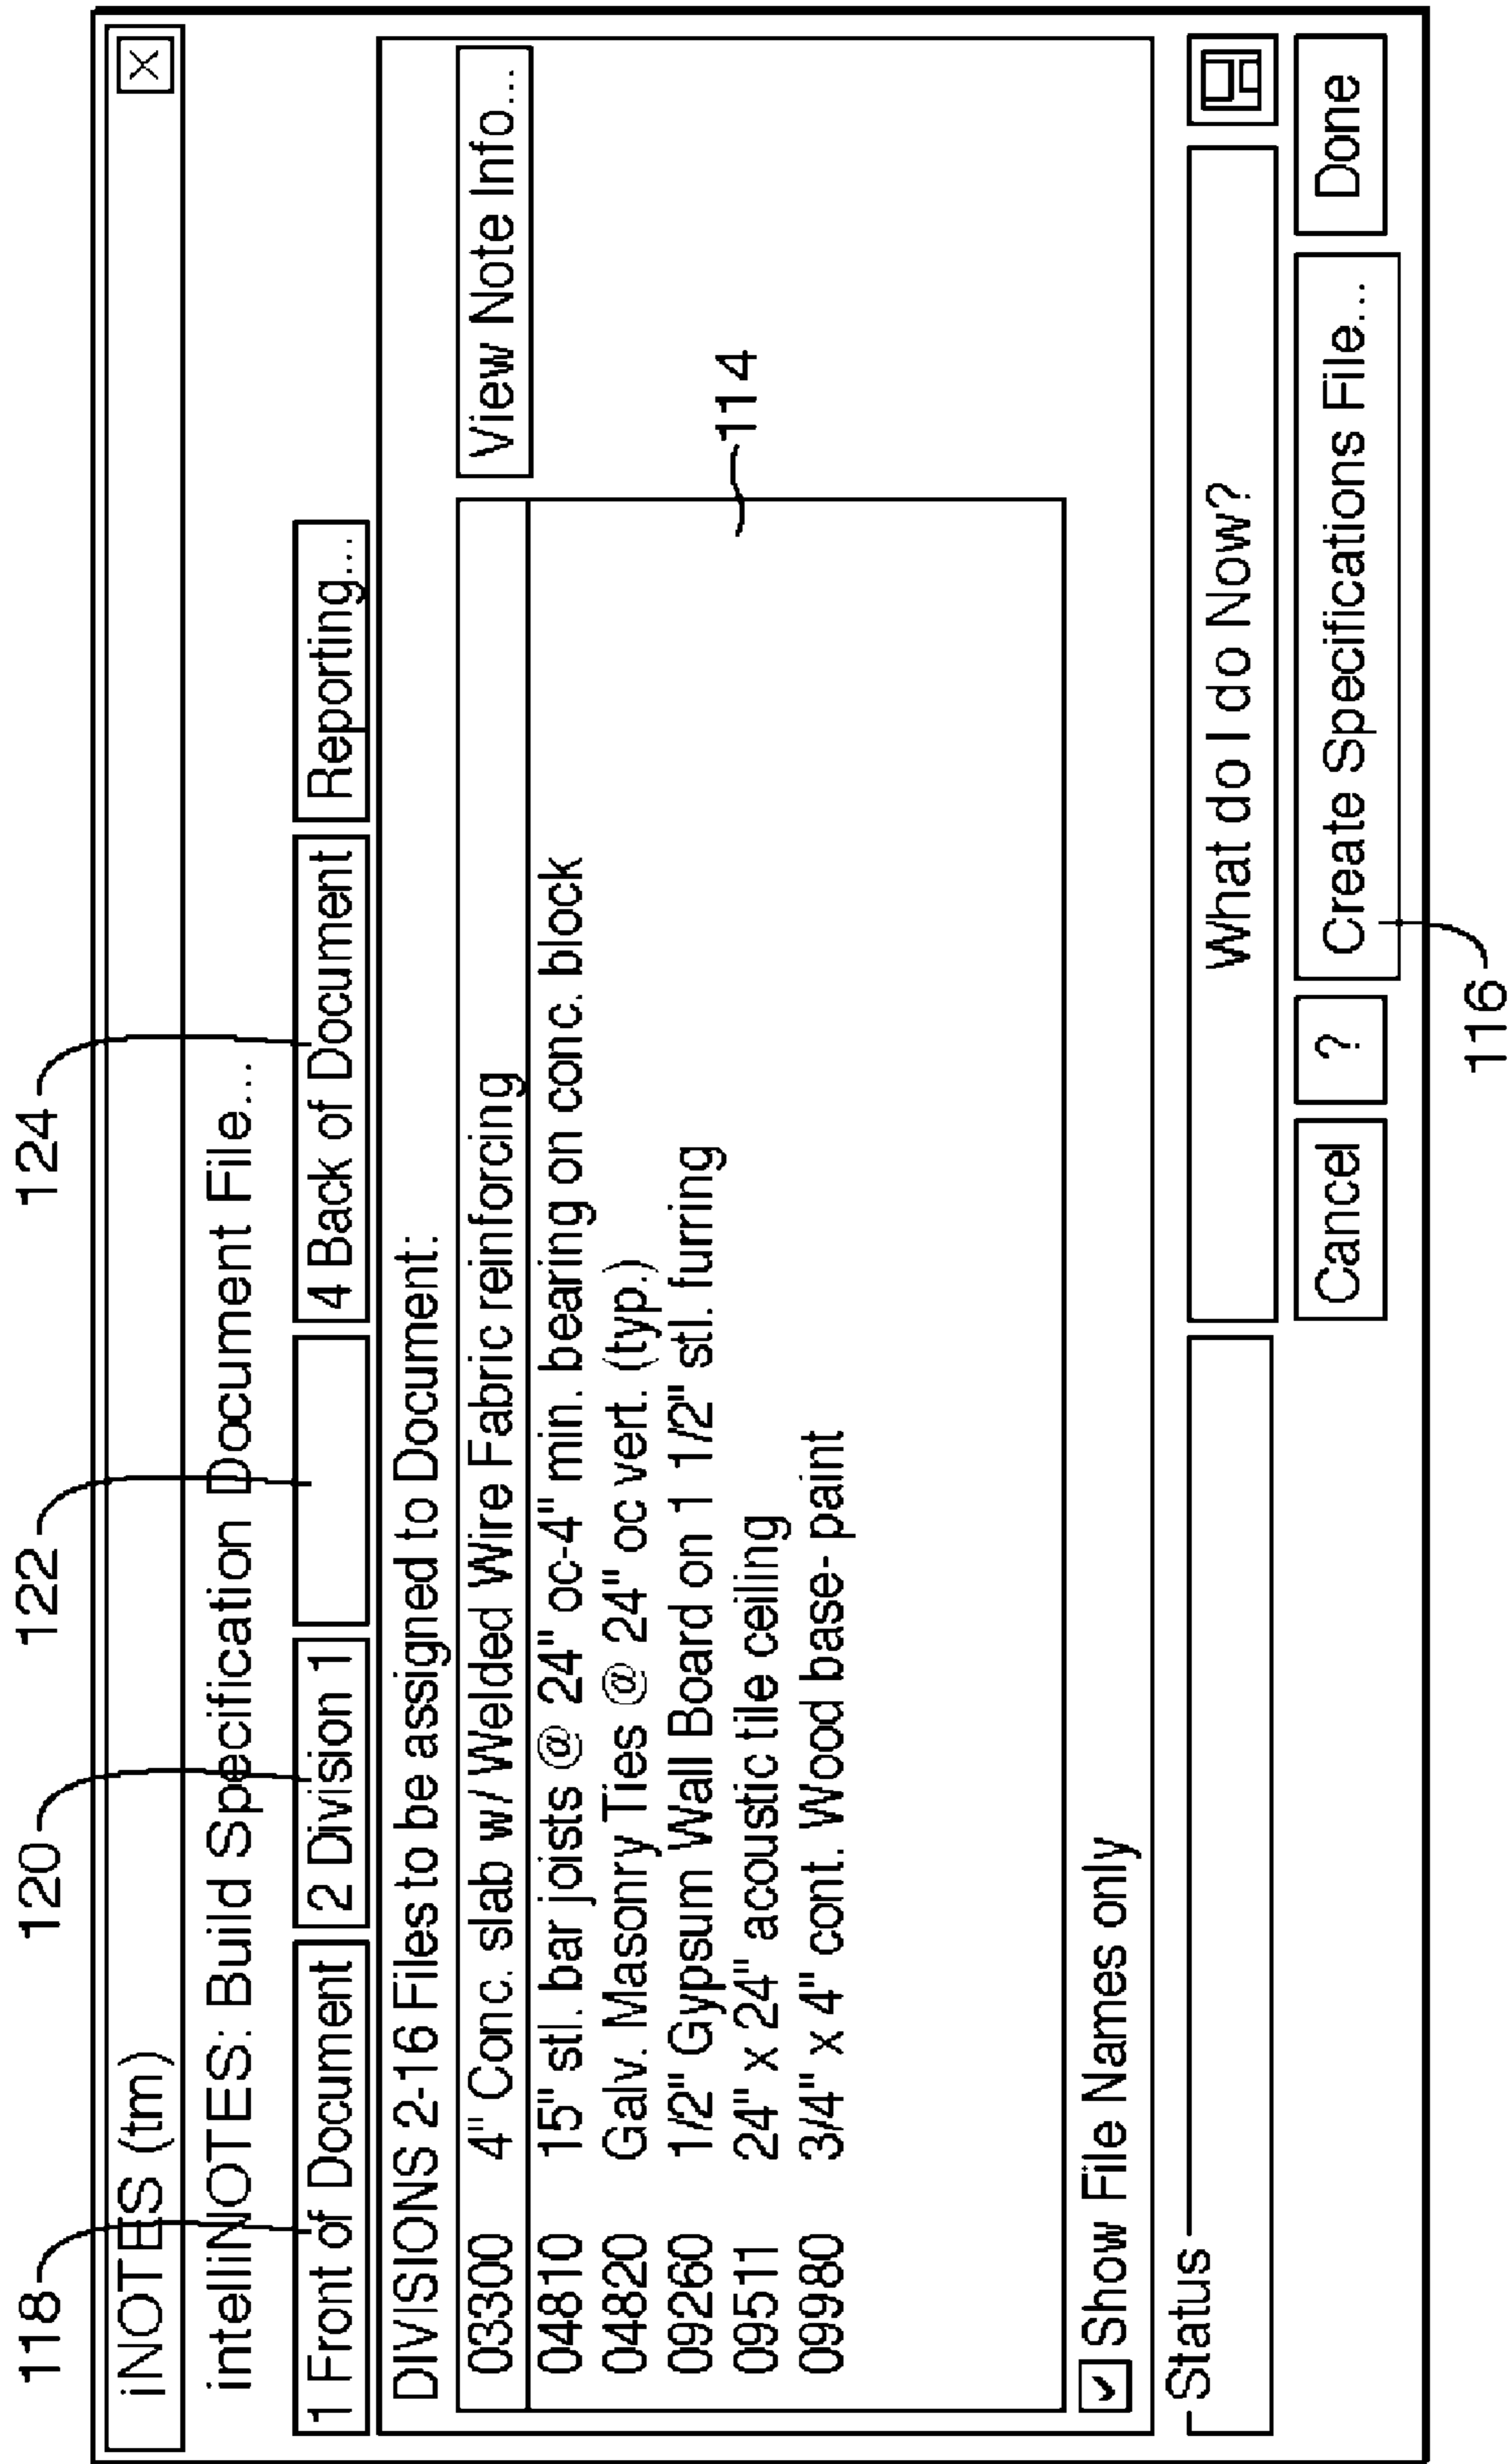 118 120 122 124
iNOTES (tm) X
intelliNOTES: Build Specification Document File...
1 Front of Document 2 Division 1 4 Back of Document Reporting...
DIVISIONS 2-16 Files to be assigned to Document:
View Note Info...
03300 4" Conc. slab w/ Welded Wire Fabric reinforcing
04810 15" stl. bar joists @ 24" oc-4" min. bearing on conc. block
04820 Galv. Masonry Ties @ 24" oc vert. (typ.)
09260 1/2" Gypsum Wall Board on 1 1/2" stl. furring
09511 24" x 24" acoustic tile ceiling
09980 3/4" x 4" cont. Wood base- paint
114
Show File Names only
Status
What do I do Now?
Cancel ? Create Specifications File... Done
116